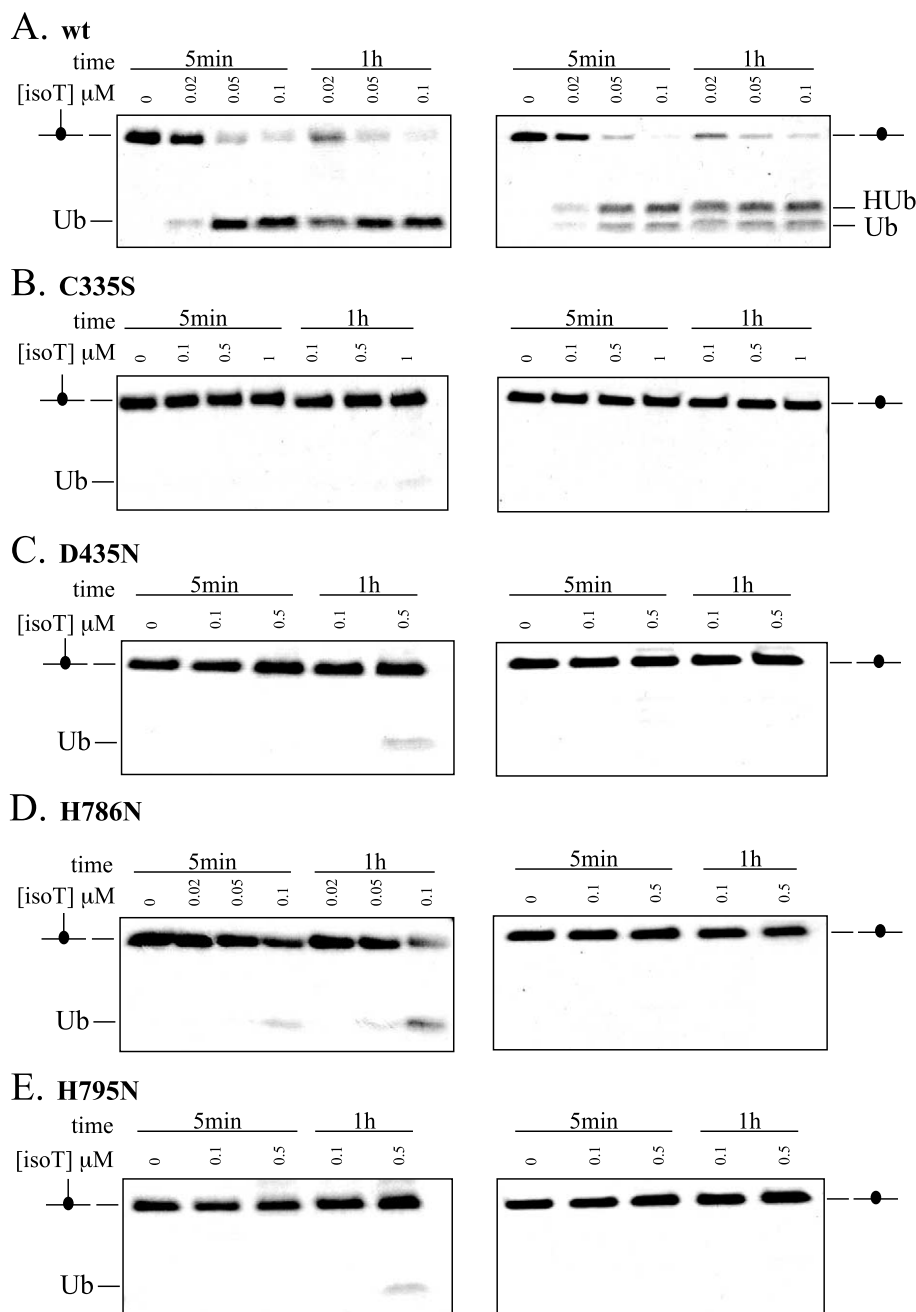 A. wt
time 5min 1h 5min 1h
[isoT] μM 0 0.02 0.05 0.1 0.02 0.05 0.1 0 0.02 0.05 0.1 0.02 0.05 0.1
HUb
Ub Ub
B. C335S
time 5min 1h 5min 1h
[isoT] μM 0 0.1 0.5 1 0.1 0.5 1 0 0.1 0.5 1 0.1 0.5 1
Ub
C. D435N
time 5min 1h 5min 1h
[isoT] μM 0 0.1 0.5 0.1 0.5 0 0.1 0.5 0.1 0.5
Ub
D. H786N
time 5min 1h 5min 1h
[isoT] μM 0 0.02 0.05 0.1 0.02 0.05 0.1 0 0.1 0.5 0.1 0.5
Ub
E. H795N
time 5min 1h 5min 1h
[isoT] μM 0 0.1 0.5 0.1 0.5 0 0.1 0.5 0.1 0.5
Ub